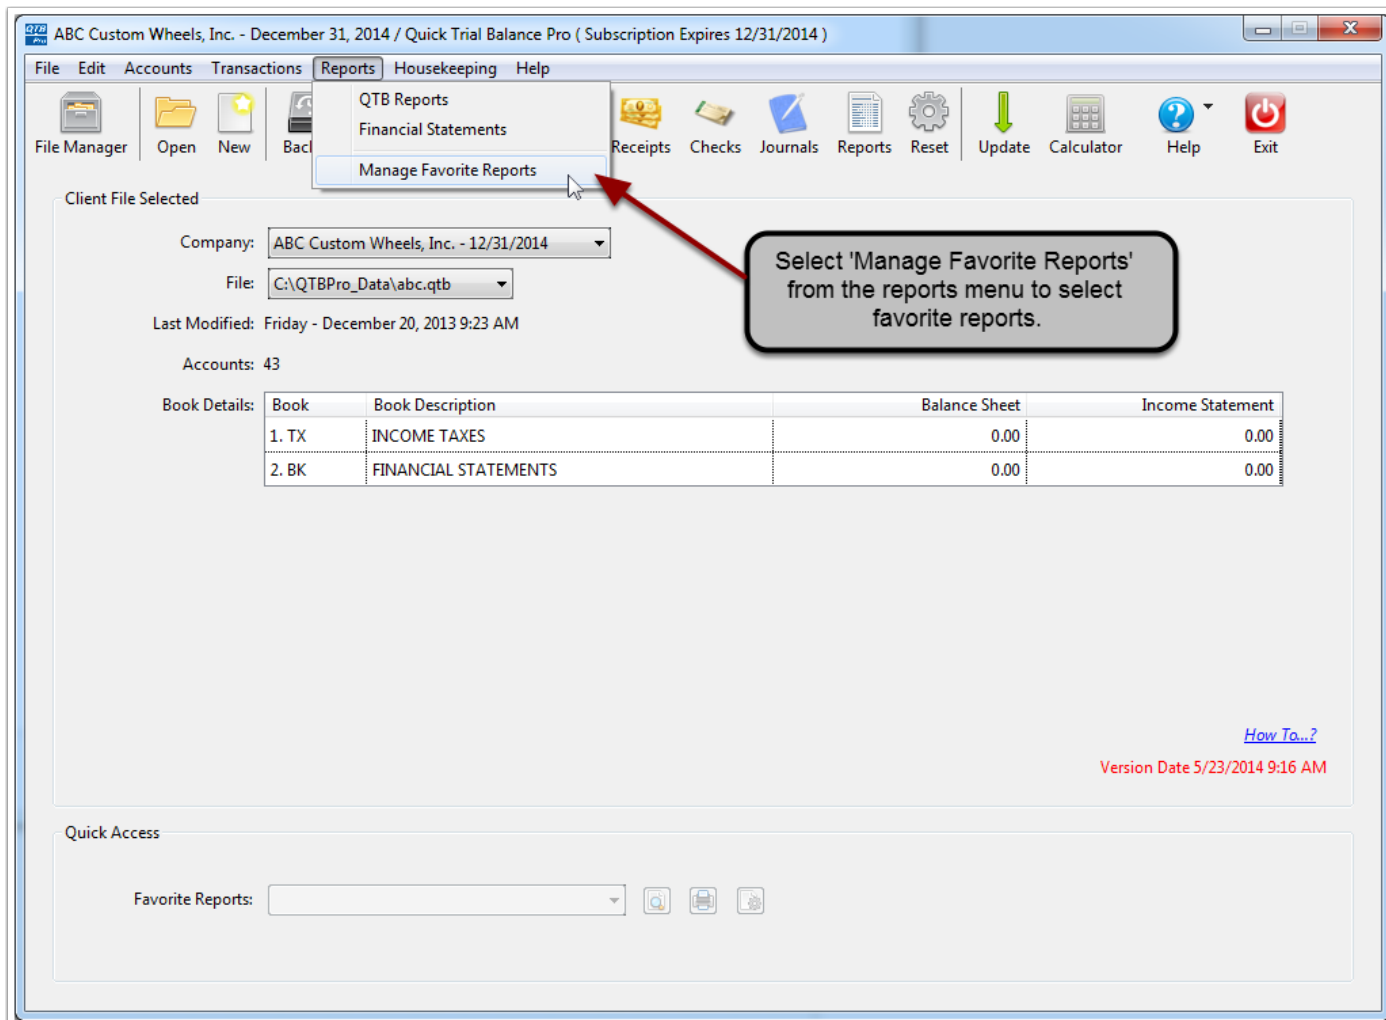 QTB Pro
ABC Custom Wheels, Inc. - December 31, 2014 / Quick Trial Balance Pro ( Subscription Expires 12/31/2014 )
File Edit Accounts Transactions Reports Housekeeping Help
QTB Reports
Financial Statements
Manage Favorite Reports
File Manager Open New Receipts Checks Journals Reports Reset Update Calculator Help Exit
Client File Selected
Company: ABC Custom Wheels, Inc. - 12/31/2014
File: C:\QTBPro_Data\abc.qtb
Select 'Manage Favorite Reports'
from the reports menu to select
favorite reports.
Last Modified: Friday - December 20, 2013 9:23 AM
Accounts: 43
Book Details: Book Book Description Balance Sheet Income Statement
1. TX INCOME TAXES 0.00 0.00
2. BK FINANCIAL STATEMENTS 0.00 0.00
How To...?
Version Date 5/23/2014 9:16 AM
Quick Access
Favorite Reports: